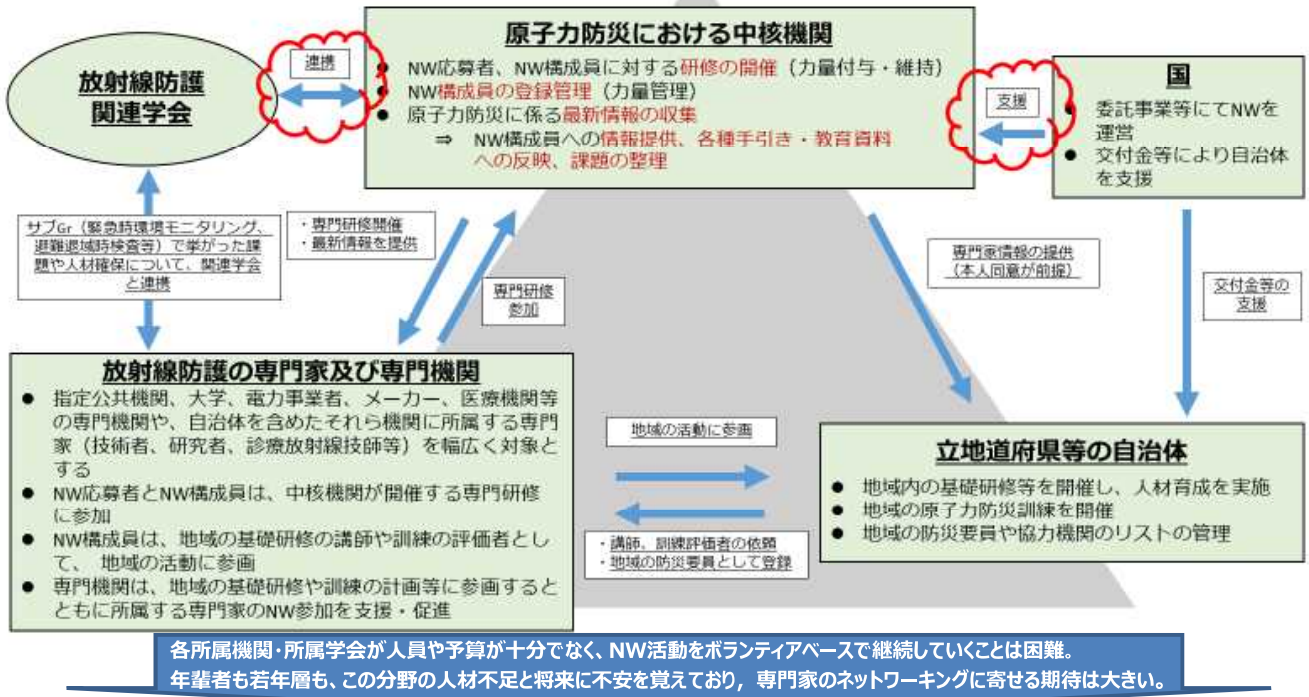 放射線防護
関連学会
連携
原子力防災における中核機関
● NW応募者、NW構成員に対する研修の開催（力量付与・維持）
● NW構成員の登録管理（力量管理）
● 原子力防災に係る最新情報の収集
⇒ NW構成員への情報提供、各種手引き・教育資料
への反映、課題の整理
支援
国
● 委託事業等にてNWを
運営
● 交付金等により自治体
を支援
サブGr（緊急時環境モニタリング、
避難退域時検査等）で挙がった課
題や人材確保について、関連学会
と連携
・専門研修開催
・最新情報を提供
専門研修
参加
専門家情報の提供
（本人同意が前提）
交付金等の
支援
放射線防護の専門家及び専門機関
● 指定公共機関、大学、電力事業者、メーカー、医療機関等
の専門機関や、自治体を含めたそれら機関に所属する専門
家（技術者、研究者、診療放射線技師等）を幅広く対象と
する
● NW応募者とNW構成員は、中核機関が開催する専門研修
に参加
● NW構成員は、地域の基礎研修の講師や訓練の評価者とし
て、 地域の活動に参画
● 専門機関は、地域の基礎研修や訓練の計画等に参画すると
ともに所属する専門家のNW参加を支援・促進
地域の活動に参画
・講師、訓練評価者の依頼
・地域の防災要員として登録
立地道府県等の自治体
● 地域内の基礎研修等を開催し、人材育成を実施
● 地域の原子力防災訓練を開催
● 地域の防災要員や協力機関のリストの管理
各所属機関･所属学会が人員や予算が十分でなく、NW活動をボランティアベースで継続していくことは困難。
年輩者も若年層も、この分野の人材不足と将来に不安を覚えており，専門家のネットワーキングに寄せる期待は大きい。